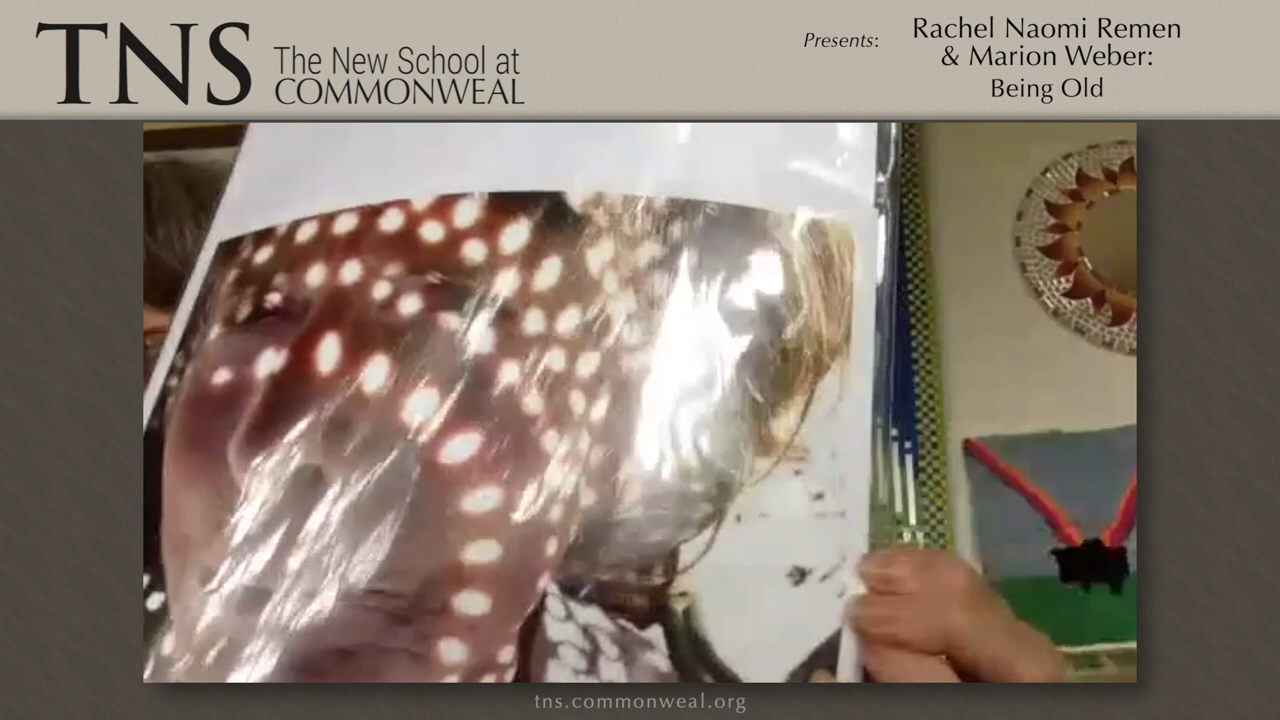 TNS
The New School at
COMMONWEAL
Presents:
Rachel Naomi Remen
& Marion Weber:
Being Old
tns.commonweal.org